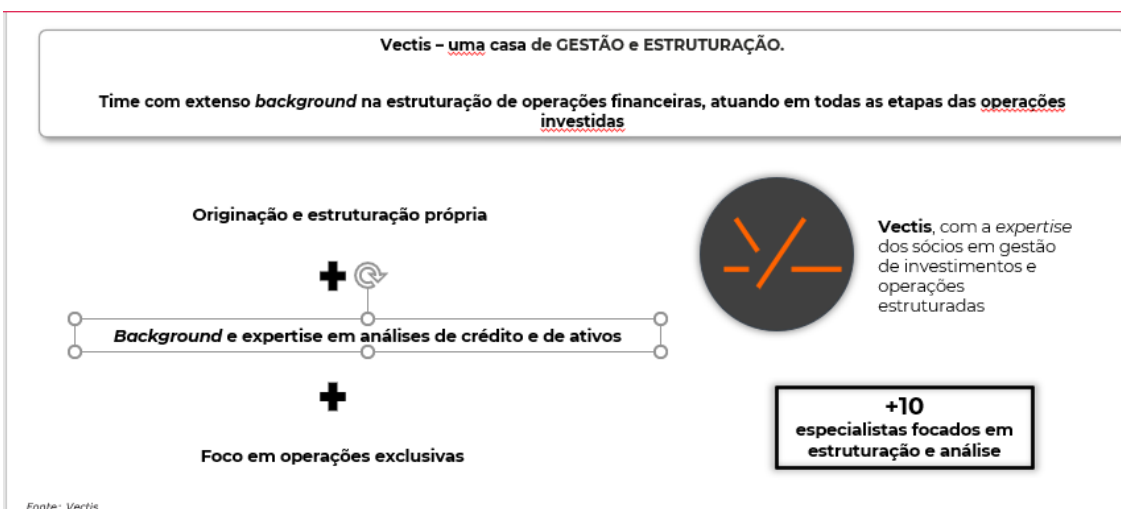 Vectis – uma casa de GESTÃO e ESTRUTURAÇÃO.
Time com extenso background na estruturação de operações financeiras, atuando em todas as etapas das operações
investidas
Originação e estruturação própria
Background e expertise em análises de crédito e de ativos
Foco em operações exclusivas
Vectis, com a expertise
dos sócios em gestão
de investimentos e
operações
estruturadas
+10
especialistas focados em
estruturação e análise
Fonte: Vectis